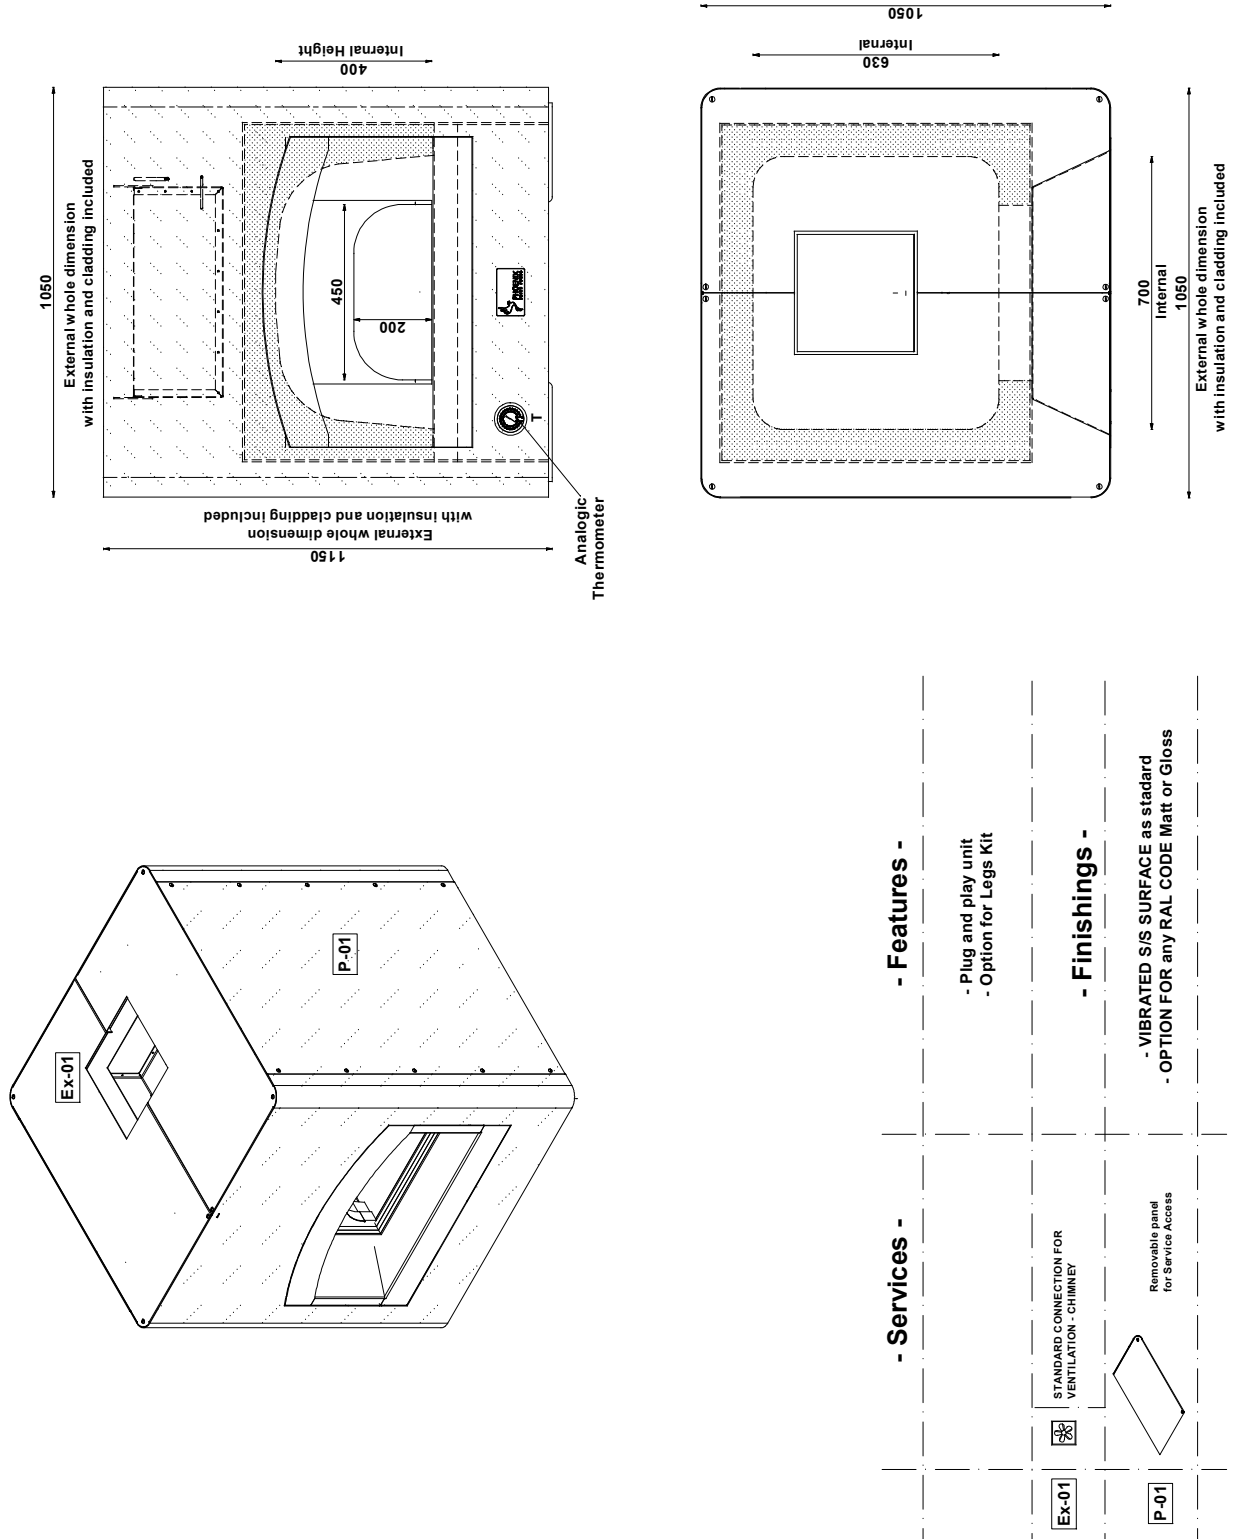 1050
External whole dimension
with insulation and cladding included
Internal Height
400
450
200
T
Analogic
Thermometer
External whole dimension
with insulation and cladding included
1150
1050
Internal
630
700
Internal
1050
External whole dimension
with insulation and cladding included
Ex-01
P-01
- Services -
Ex-01
STANDARD CONNECTION FOR
VENTILATION - CHIMNEY
P-01
Removable panel
for Service Access
- Features -
- Plug and play unit
- Option for Legs Kit
- Finishings -
- VIBRATED S/S SURFACE as stadard
- OPTION FOR any RAL CODE Matt or Gloss